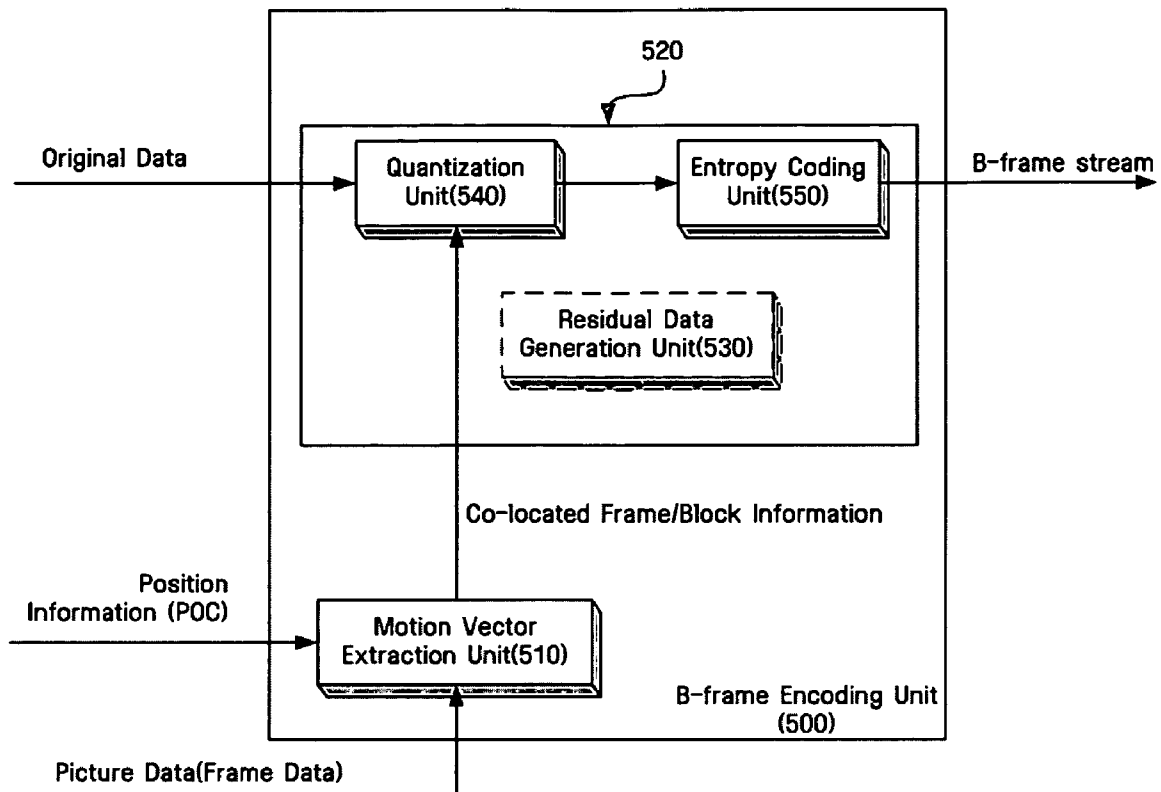 520
Original Data
Quantization
Unit(540)
Entropy Coding
Unit(550)
B-frame stream
Residual Data
Generation Unit(530)
Co-located Frame/Block Information
Position
Information (POC)
Motion Vector
Extraction Unit(510)
B-frame Encoding Unit
(500)
Picture Data(Frame Data)